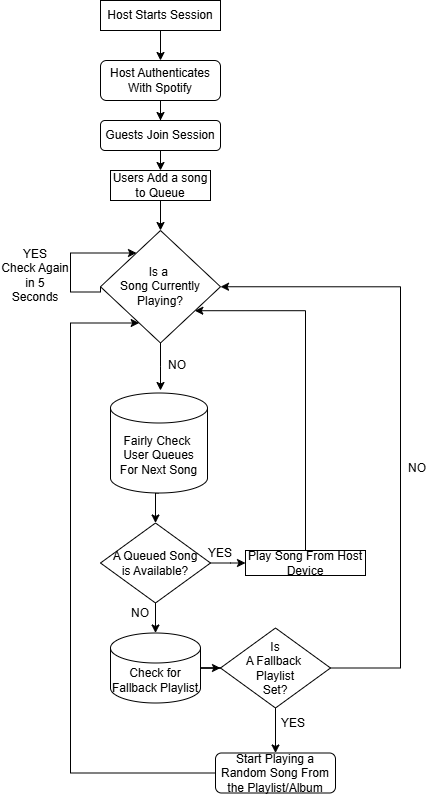 Host Starts Session
Host Authenticates
With Spotify
Guests Join Session
Users Add a song
to Queue
YES
Check Again
in 5
Seconds
Is a
Song Currently
Playing?
NO
Fairly Check
User Queues
For Next Song
NO
A Queued Song
is Available?
YES
Play Song From Host
Device
NO
Check for
Fallback Playlist
Is
A Fallback
Playlist
Set?
YES
Start Playing a
Random Song From
the Playlist/Album